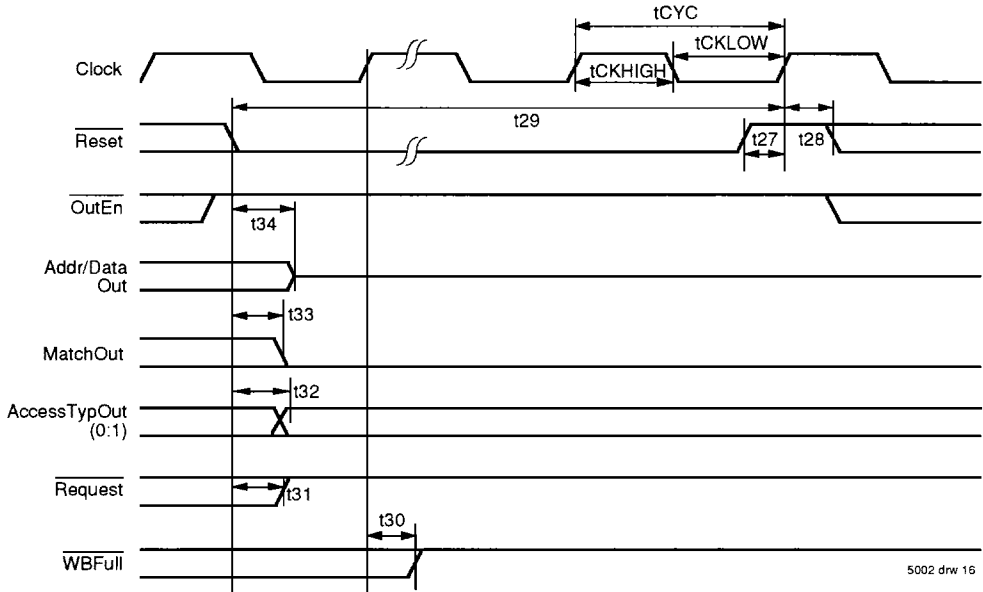 tCYC
tCKLOW
Clock
tCKHIGH
t29
Reset
t27
t28
OutEn
t34
Addr/Data
Out
t33
MatchOut
t32
AccessTypOut
(0:1)
Request
t31
t30
WBFull
5002 drw 16